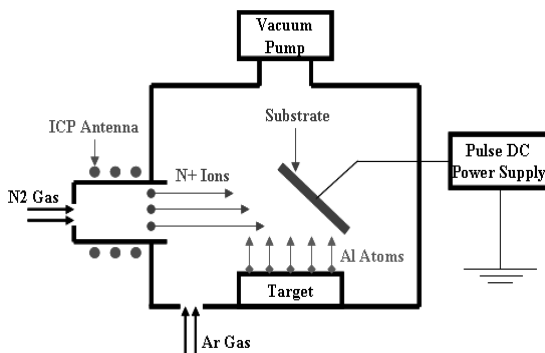 Vacuum
Pump
ICP Antenna
Substrate
Pulse DC
Power Supply
N2 Gas
N+ Ions
Al Atoms
Target
Ar Gas